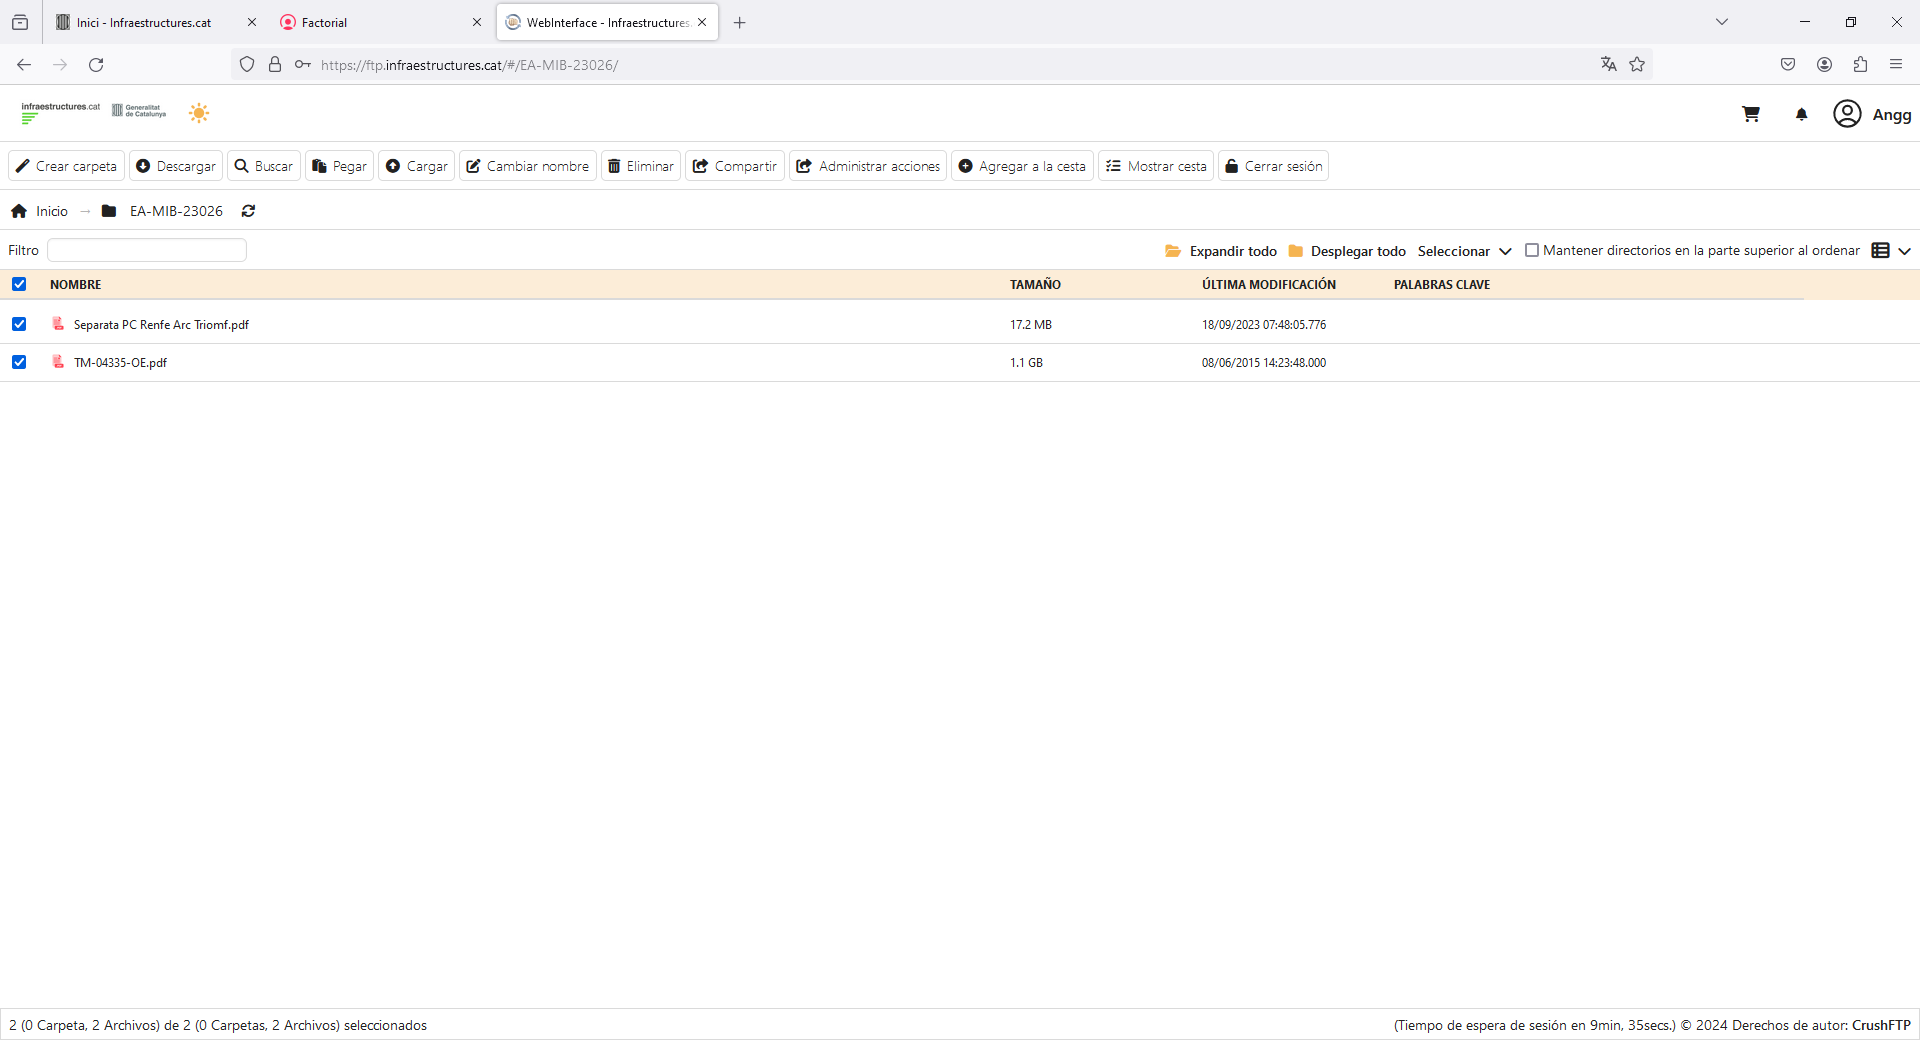 Inici - Infraestructures.cat
Factorial
WebInterface - Infraestructures.
https://ftp.infraestructures.cat/#/EA-MIB-23026/
infraestructures.cat
Generalitat
de Catalunya
Angg
Crear carpeta
Descargar
Buscar
Pegar
Cargar
Cambiar nombre
Eliminar
Compartir
Administrar acciones
Agregar a la cesta
Mostrar cesta
Cerrar sesión
Inicio → EA-MIB-23026
Filtro
Expandir todo
Desplegar todo
Seleccionar
Mantener directorios en la parte superior al ordenar
NOMBRE TAMAÑO ÚLTIMA MODIFICACIÓN PALABRAS CLAVE
Separata PC Renfe Arc Triomf.pdf 17.2 MB 18/09/2023 07:48:05.776
TM-04335-OE.pdf 1.1 GB 08/06/2015 14:23:48.000
2 (0 Carpeta, 2 Archivos) de 2 (0 Carpetas, 2 Archivos) seleccionados
(Tiempo de espera de sesión en 9min, 35secs.) © 2024 Derechos de autor: CrushFTP